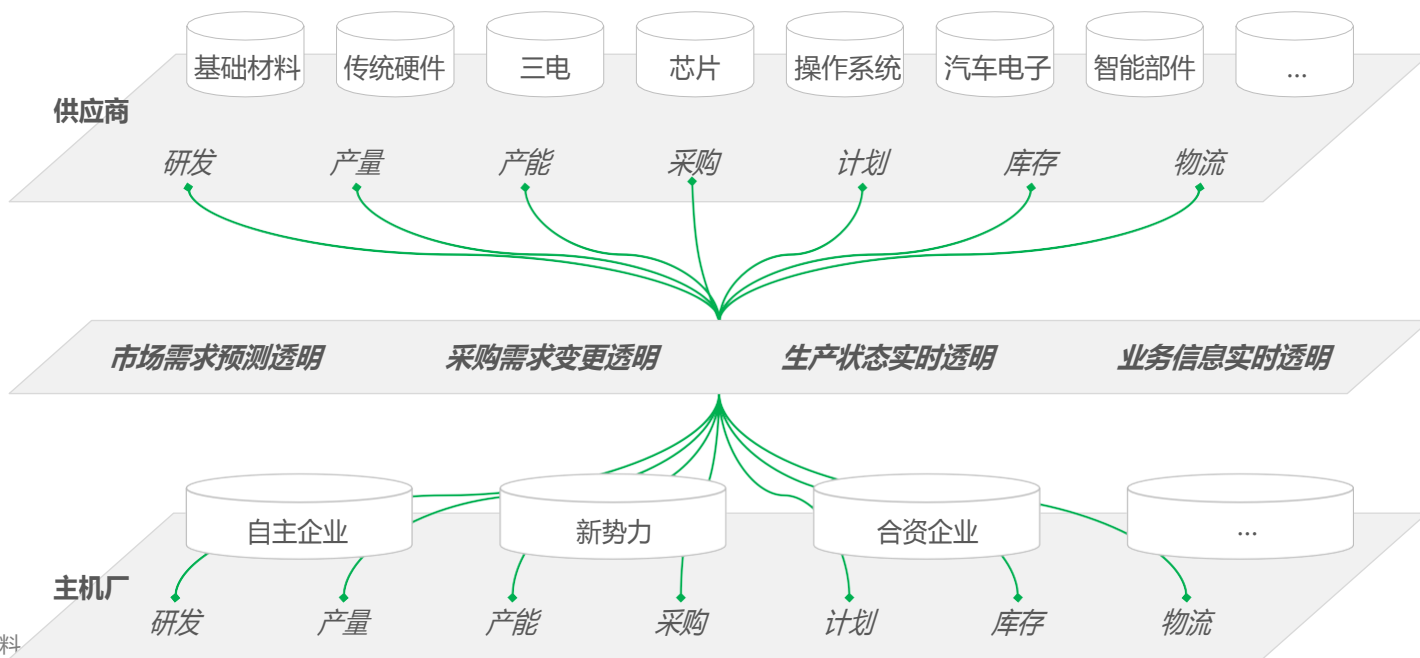 基础材料 传统硬件 三电 芯片 操作系统 汽车电子 智能部件 ...
供应商
研发 产量 产能 采购 计划 库存 物流
市场需求预测透明 采购需求变更透明 生产状态实时透明 业务信息实时透明
自主企业 新势力 合资企业 ...
主机厂
研发 产量 产能 采购 计划 库存 物流
料